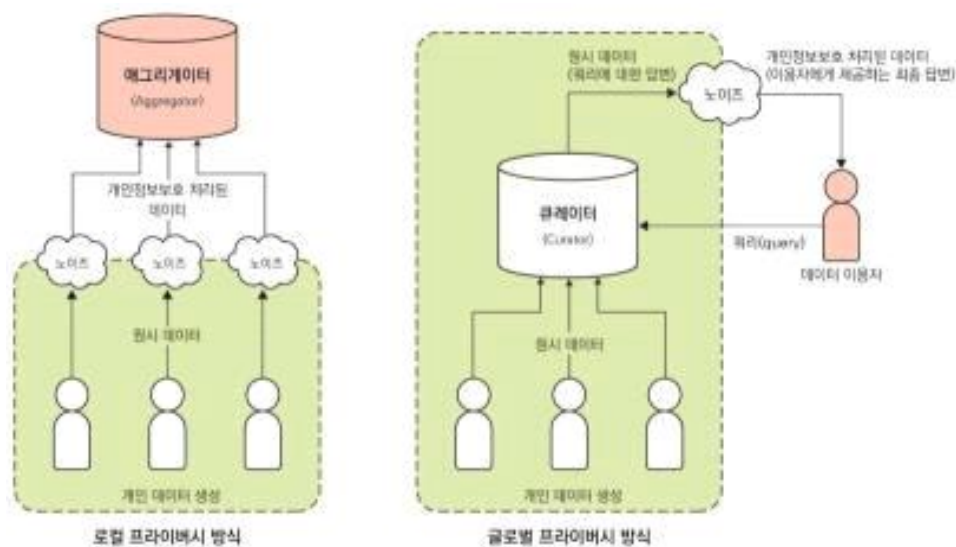 애그리게이터
(Aggregator)
개인정보보호 처리된
데이터
노이즈
노이즈
노이즈
원시 데이터
개인 데이터 생성
로컬 프라이버시 방식
원시 데이터
(쿼리에 대한 답변)
노이즈
개인정보보호 처리된 데이터
(이용자에게 제공하는 최종 답변)
큐레이터
(Curator)
쿼리(query)
데이터 이용자
원시 데이터
개인 데이터 생성
글로벌 프라이버시 방식